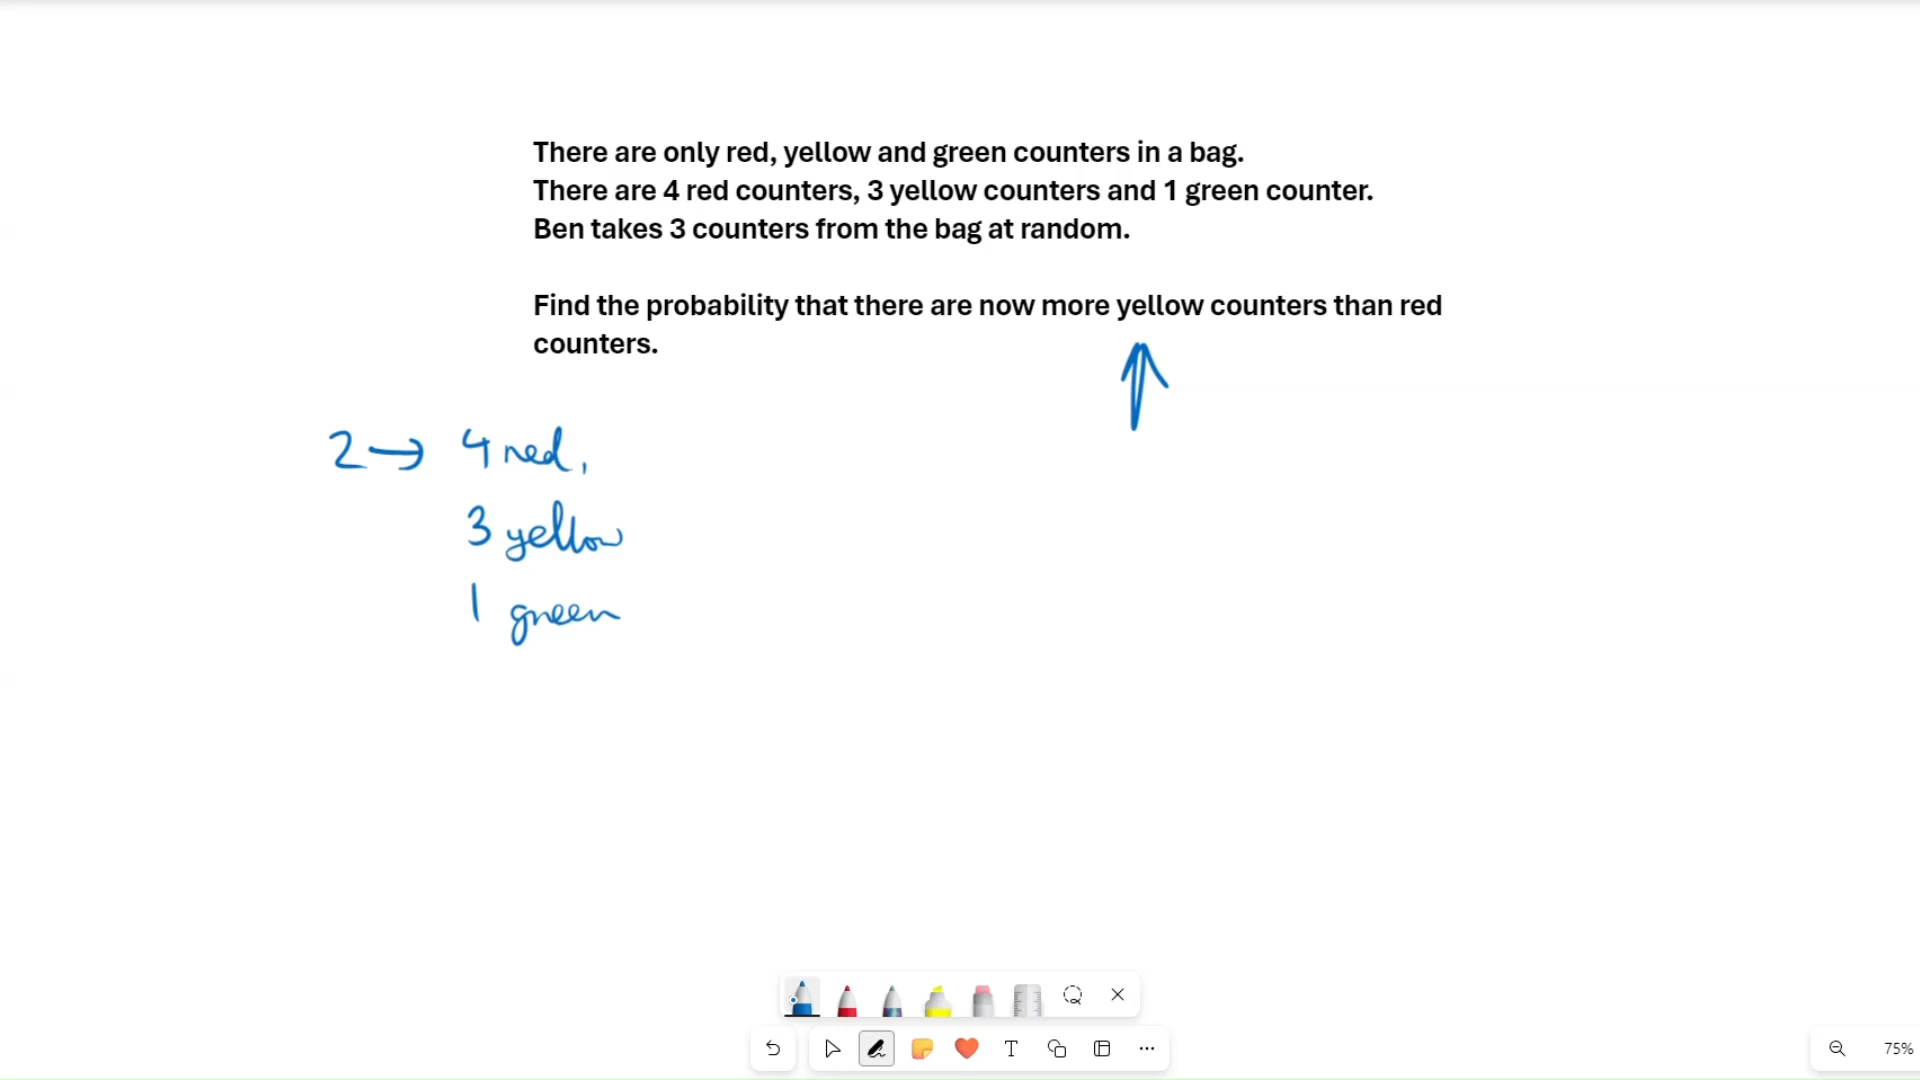 There are only red, yellow and green counters in a bag.
There are 4 red counters, 3 yellow counters and 1 green counter.
Ben takes 3 counters from the bag at random.
Find the probability that there are now more yellow counters than red
counters.
2 → 4 red,
3 yellow
1 green
T
75%